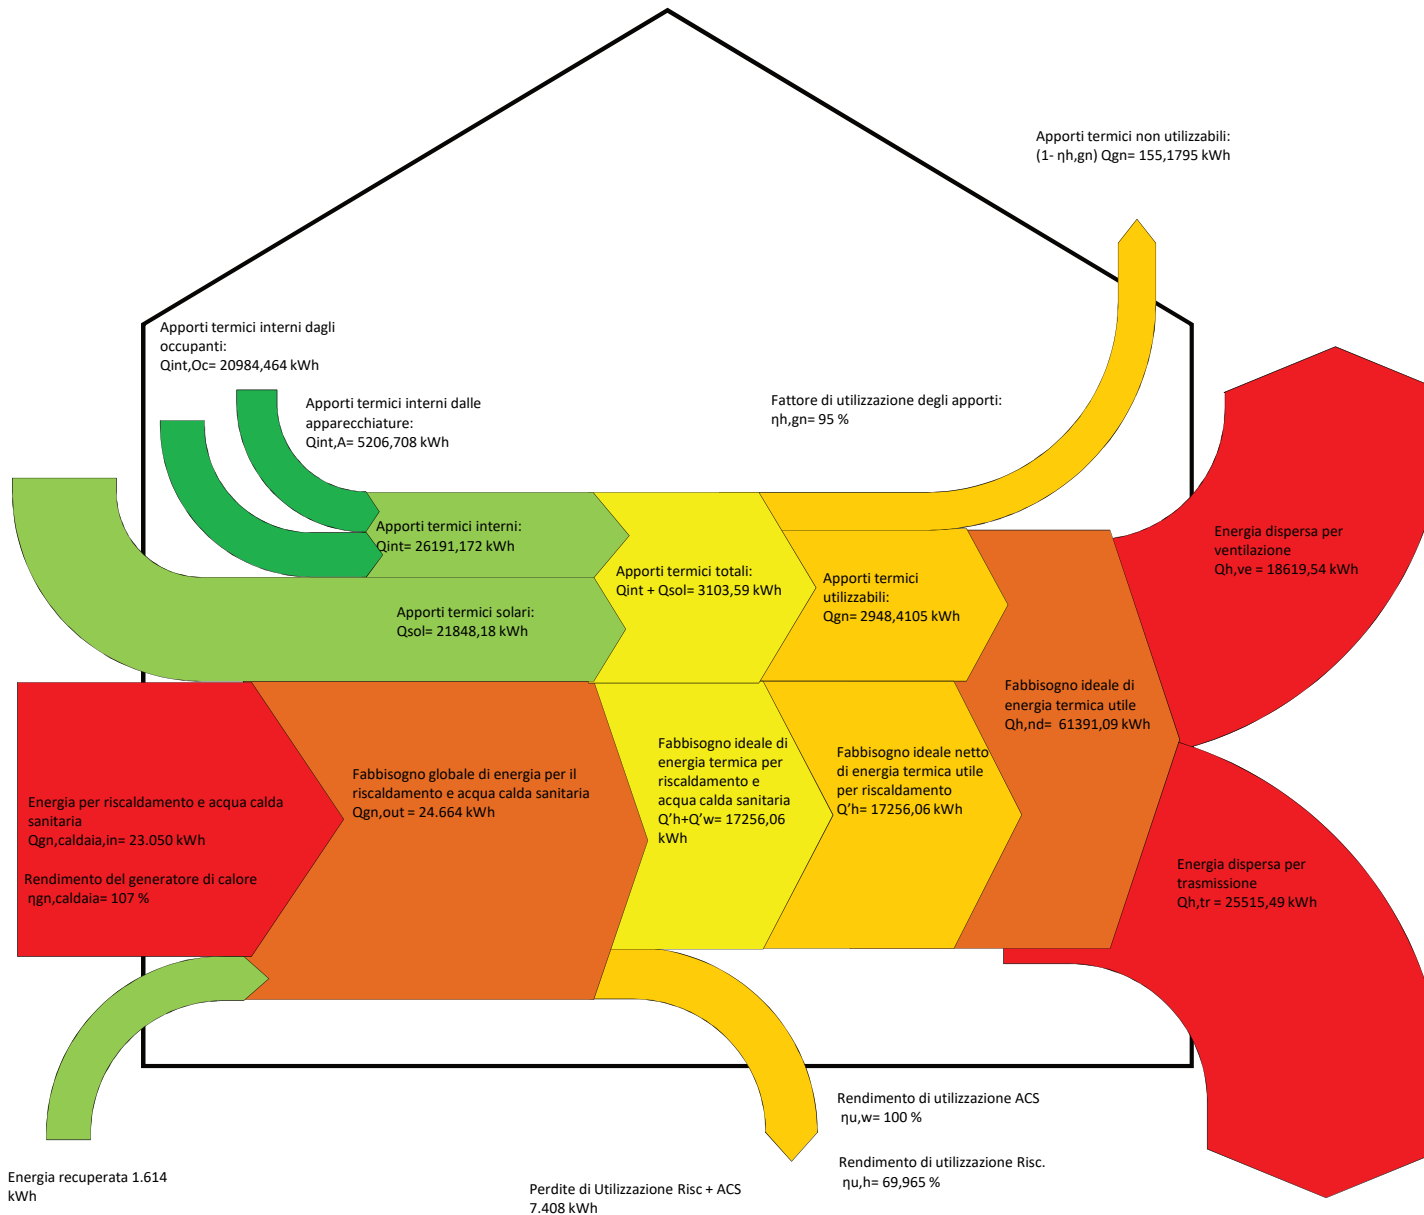 Apporti termici non utilizzabili:
(1- ηh,gn) Qgn= 155,1795 kWh
Apporti termici interni dagli
occupanti:
Qint,Oc= 20984,464 kWh
Apporti termici interni dalle
apparecchiature:
Qint,A= 5206,708 kWh
Fattore di utilizzazione degli apporti:
ηh,gn= 95 %
Apporti termici interni:
Qint= 26191,172 kWh
Energia dispersa per
ventilazione
Qh,ve = 18619,54 kWh
Apporti termici totali:
Qint + Qsol= 3103,59 kWh
Apporti termici
utilizzabili:
Qgn= 2948,4105 kWh
Apporti termici solari:
Qsol= 21848,18 kWh
Fabbisogno ideale di
energia termica utile
Qh,nd=  61391,09 kWh
Fabbisogno ideale di
energia termica per
riscaldamento e
acqua calda sanitaria
Q'h+Q'w= 17256,06
kWh
Fabbisogno ideale netto
di energia termica utile
per riscaldamento
Q'h= 17256,06 kWh
Fabbisogno globale di energia per il
riscaldamento e acqua calda sanitaria
Qgn,out = 24.664 kWh
Energia per riscaldamento e acqua calda
sanitaria
Qgn,caldaia,in= 23.050 kWh
Rendimento del generatore di calore
ηgn,caldaia= 107 %
Energia dispersa per
trasmissione
Qh,tr = 25515,49 kWh
Rendimento di utilizzazione ACS
ηu,w= 100 %
Rendimento di utilizzazione Risc.
ηu,h= 69,965 %
Energia recuperata 1.614
kWh
Perdite di Utilizzazione Risc + ACS
7.408 kWh